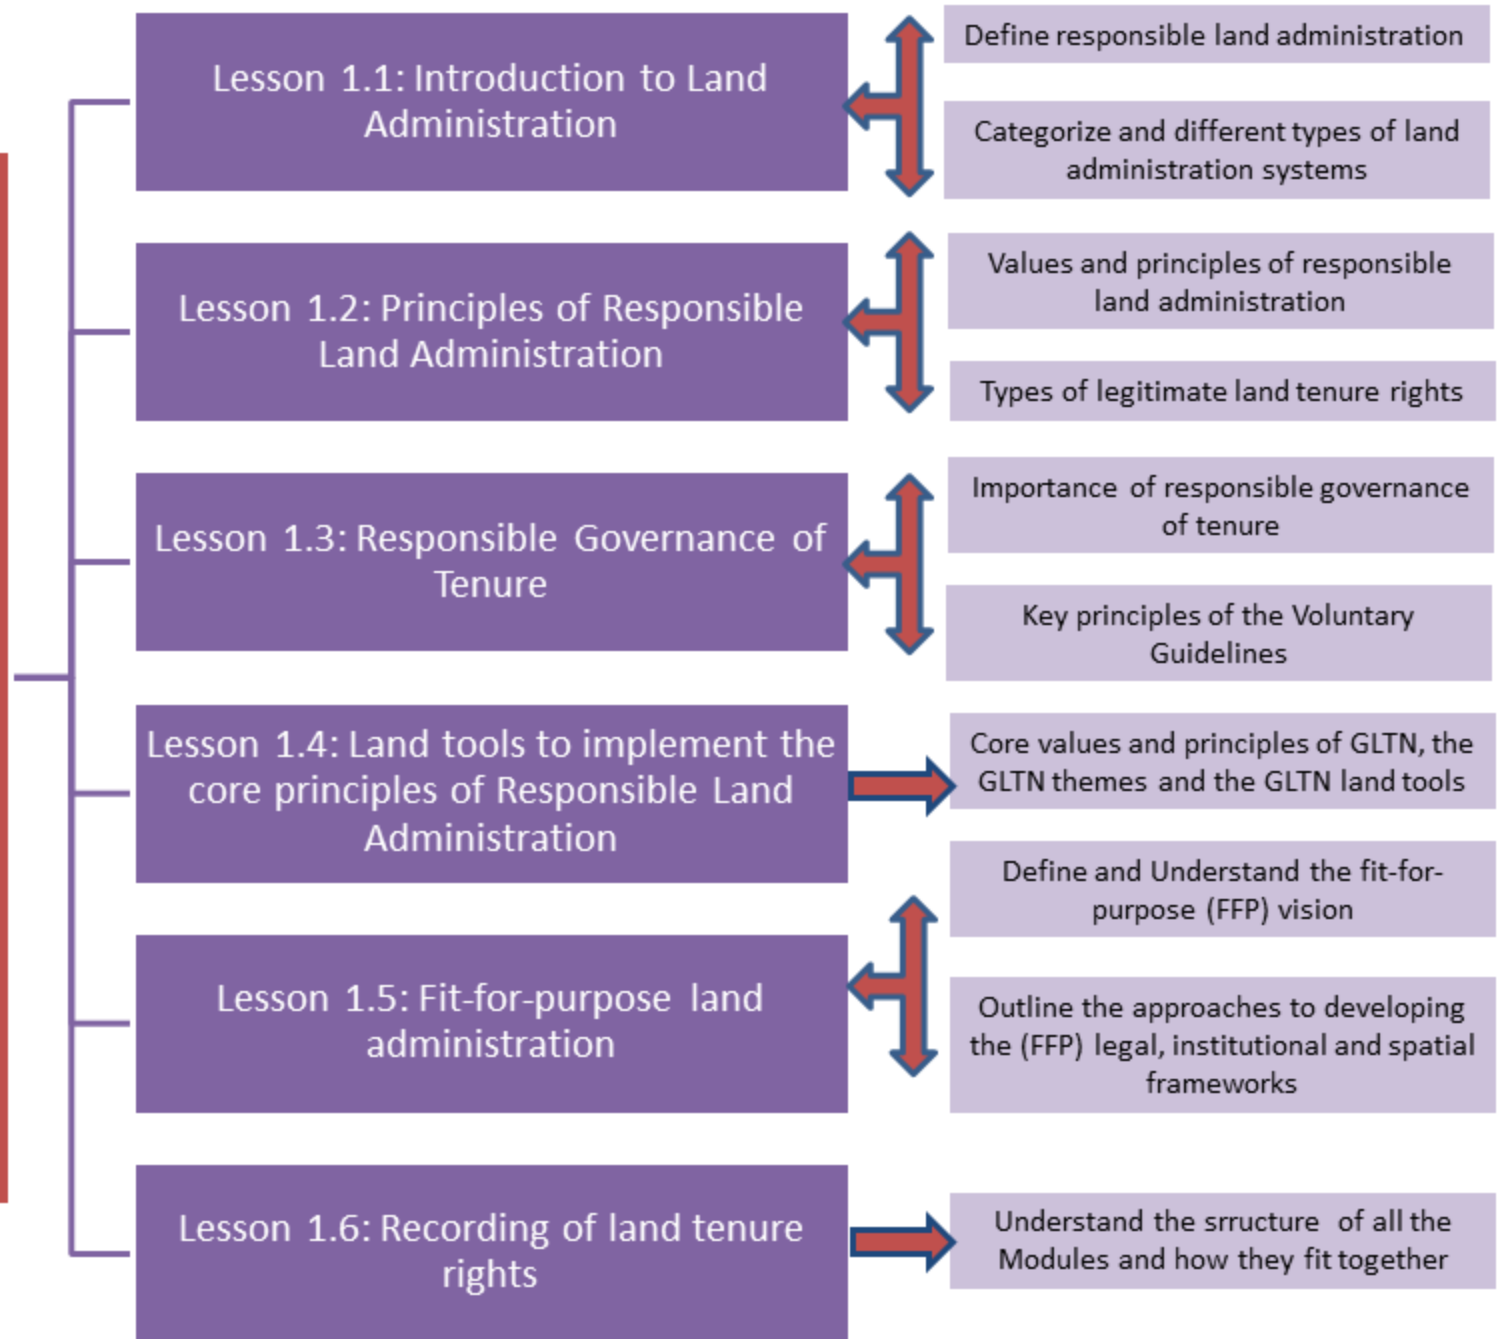 Lesson 1.1: Introduction to Land
Administration
Define responsible land administration
Categorize and different types of land
administration systems
Lesson 1.2: Principles of Responsible
Land Administration
Values and principles of responsible
land administration
Types of legitimate land tenure rights
Lesson 1.3: Responsible Governance of
Tenure
Importance of responsible governance
of tenure
Key principles of the Voluntary
Guidelines
Lesson 1.4: Land tools to implement the
core principles of Responsible Land
Administration
Core values and principles of GLTN, the
GLTN themes and the GLTN land tools
Lesson 1.5: Fit-for-purpose land
administration
Define and Understand the fit-for-
purpose (FFP) vision
Outline the approaches to developing
the (FFP) legal, institutional and spatial
frameworks
Lesson 1.6: Recording of land tenure
rights
Understand the srructure of all the
Modules and how they fit together